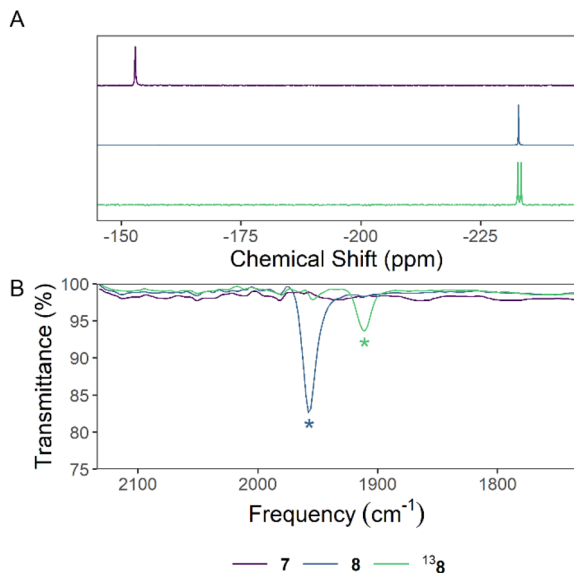 A
-150 -175 -200 -225
Chemical Shift (ppm)
B
100
95
90
85
80
75
Transmittance (%)
*
*
2100 2000 1900 1800
Frequency (cm⁻¹)
7 8 ¹³8